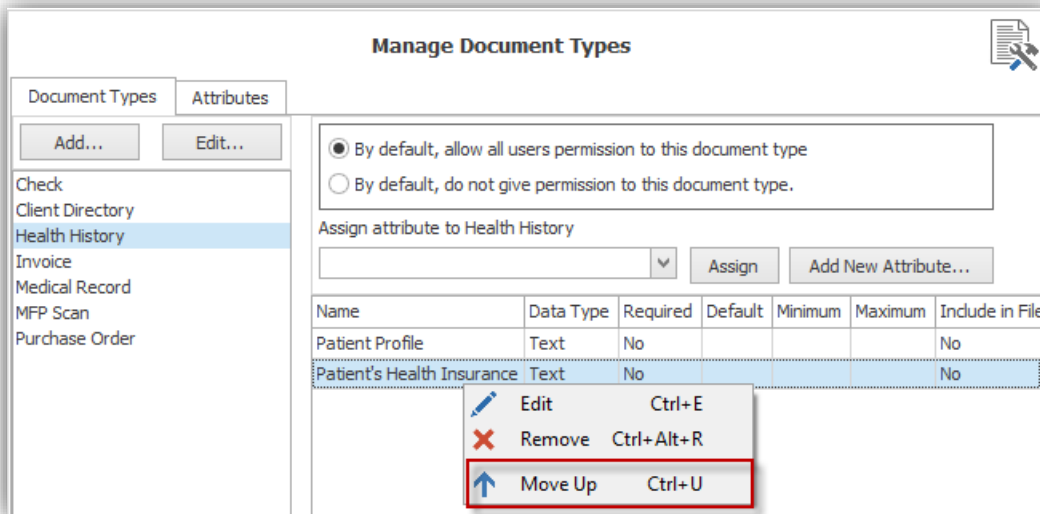 Manage Document Types
Document Types Attributes
Add... Edit...
Check
Client Directory
Health History
Invoice
Medical Record
MFP Scan
Purchase Order
By default, allow all users permission to this document type
By default, do not give permission to this document type.
Assign attribute to Health History
Assign Add New Attribute...
Name Data Type Required Default Minimum Maximum Include in File
Patient Profile Text No No
Patient's Health Insurance Text No No
Edit Ctrl+E
Remove Ctrl+Alt+R
Move Up Ctrl+U